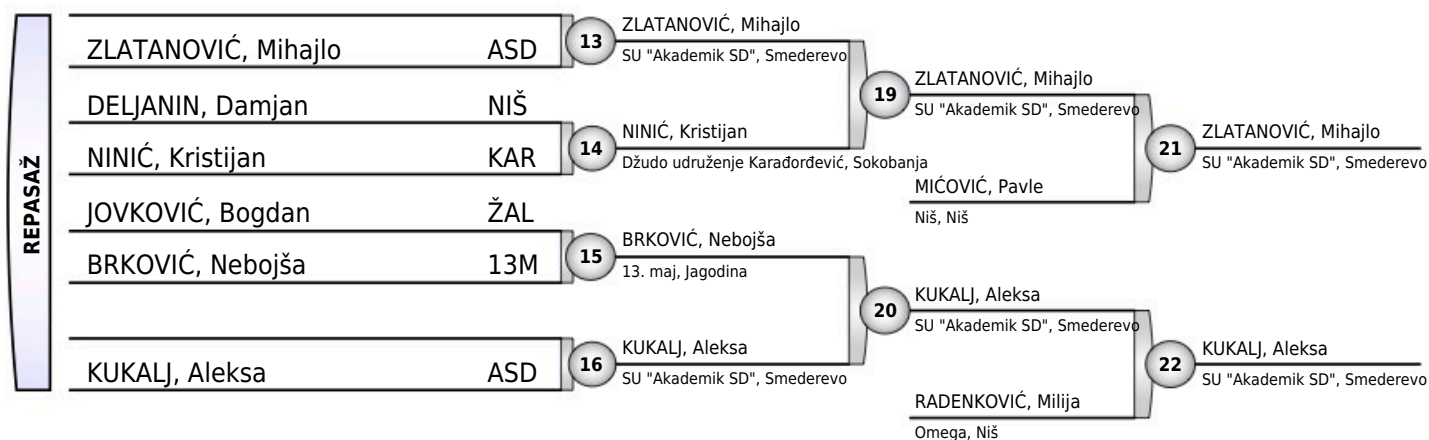 REPASAŽ
ZLATANOVIĆ, Mihajlo ASD
DELJANIN, Damjan NIŠ
NINIĆ, Kristijan KAR
JOVKOVIĆ, Bogdan ŽAL
BRKOVIĆ, Nebojša 13M
KUKALJ, Aleksa ASD
13
ZLATANOVIĆ, Mihajlo
SU "Akademik SD", Smederevo
14
NINIĆ, Kristijan
Džudo udruženje Karađorđević, Sokobanja
15
BRKOVIĆ, Nebojša
13. maj, Jagodina
16
KUKALJ, Aleksa
SU "Akademik SD", Smederevo
19
ZLATANOVIĆ, Mihajlo
SU "Akademik SD", Smederevo
MIĆOVIĆ, Pavle
Niš, Niš
20
KUKALJ, Aleksa
SU "Akademik SD", Smederevo
RADENKOVIĆ, Milija
Omega, Niš
21
ZLATANOVIĆ, Mihajlo
SU "Akademik SD", Smederevo
22
KUKALJ, Aleksa
SU "Akademik SD", Smederevo